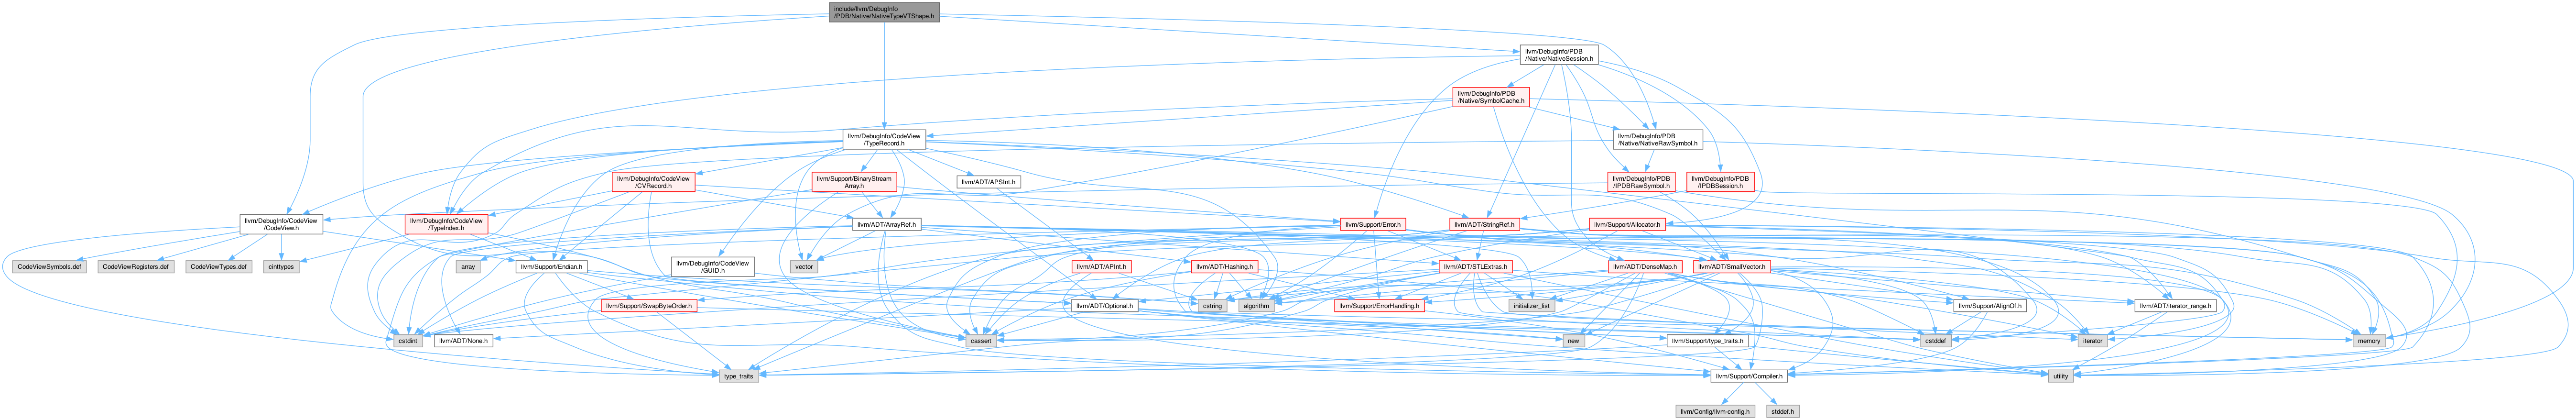 include/llvm/DebugInfo
/PDB/Native/NativeTypeVTShape.h
llvm/DebugInfo/PDB
/Native/NativeSession.h
llvm/DebugInfo/PDB
/Native/SymbolCache.h
llvm/DebugInfo/CodeView
/TypeRecord.h
llvm/DebugInfo/PDB
/Native/NativeRawSymbol.h
llvm/DebugInfo/CodeView
/CVRecord.h
llvm/Support/BinaryStream
Array.h
llvm/ADT/APSInt.h
llvm/DebugInfo/PDB
/IPDBRawSymbol.h
llvm/DebugInfo/PDB
/IPDBSession.h
llvm/DebugInfo/CodeView
/CodeView.h
llvm/DebugInfo/CodeView
/TypeIndex.h
llvm/ADT/ArrayRef.h
llvm/Support/Error.h
llvm/ADT/StringRef.h
llvm/Support/Allocator.h
CodeViewSymbols.def
CodeViewRegisters.def
CodeViewTypes.def
cinttypes
array
llvm/Support/Endian.h
llvm/DebugInfo/CodeView
/GUID.h
vector
llvm/ADT/APInt.h
llvm/ADT/Hashing.h
llvm/ADT/STLExtras.h
llvm/ADT/DenseMap.h
llvm/ADT/SmallVector.h
llvm/Support/SwapByteOrder.h
llvm/ADT/Optional.h
cstring
algorithm
llvm/Support/ErrorHandling.h
initializer_list
llvm/Support/AlignOf.h
llvm/ADT/iterator_range.h
cstdint
llvm/ADT/None.h
cassert
new
llvm/Support/type_traits.h
cstddef
iterator
memory
type_traits
llvm/Support/Compiler.h
utility
llvm/Config/llvm-config.h
stddef.h